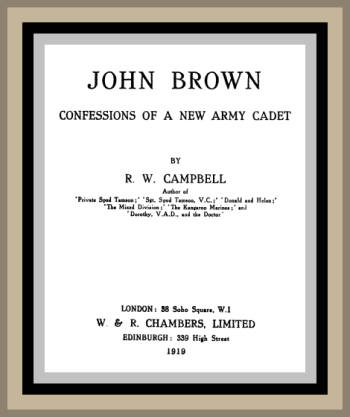 JOHN BROWN
CONFESSIONS OF A NEW ARMY CADET
BY
R. W. CAMPBELL
Author of
'Private Spud Tamson;' 'Sgt. Spud Tamson, V.C.;' 'Donald and Helen;'
'The Mixed Division;' 'The Kangaroo Marines;' and
'Dorothy, V.A.D., and the Doctor'
LONDON: 38 Soho Square, W.1
W. & R. CHAMBERS, LIMITED
EDINBURGH: 339 High Street
1919